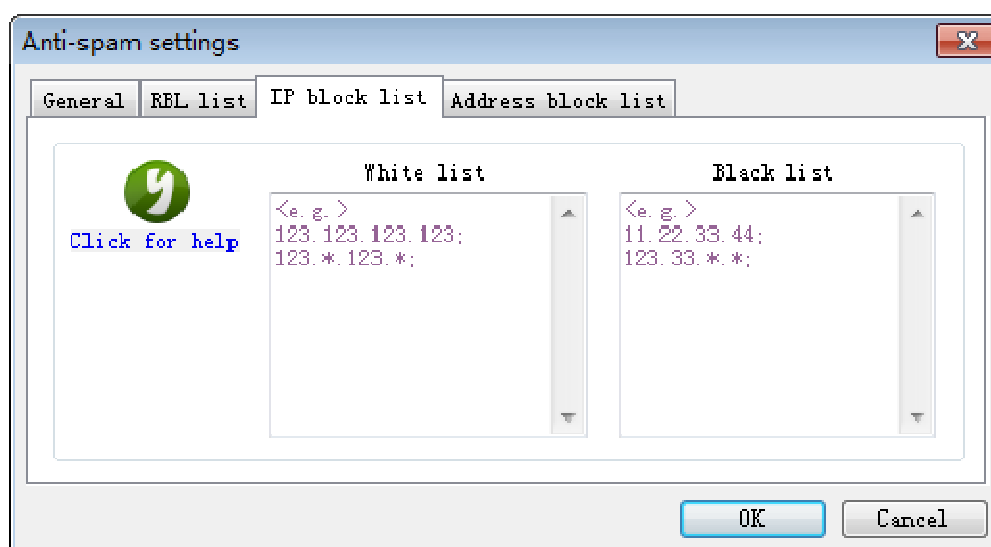 Anti-spam settings
General RBL list IP block list Address block list
White list Black list
Click for help
<e.g.>
123.123.123.123;
123.*.123.*;
<e.g.>
11.22.33.44;
123.33.*.*;
OK Cancel